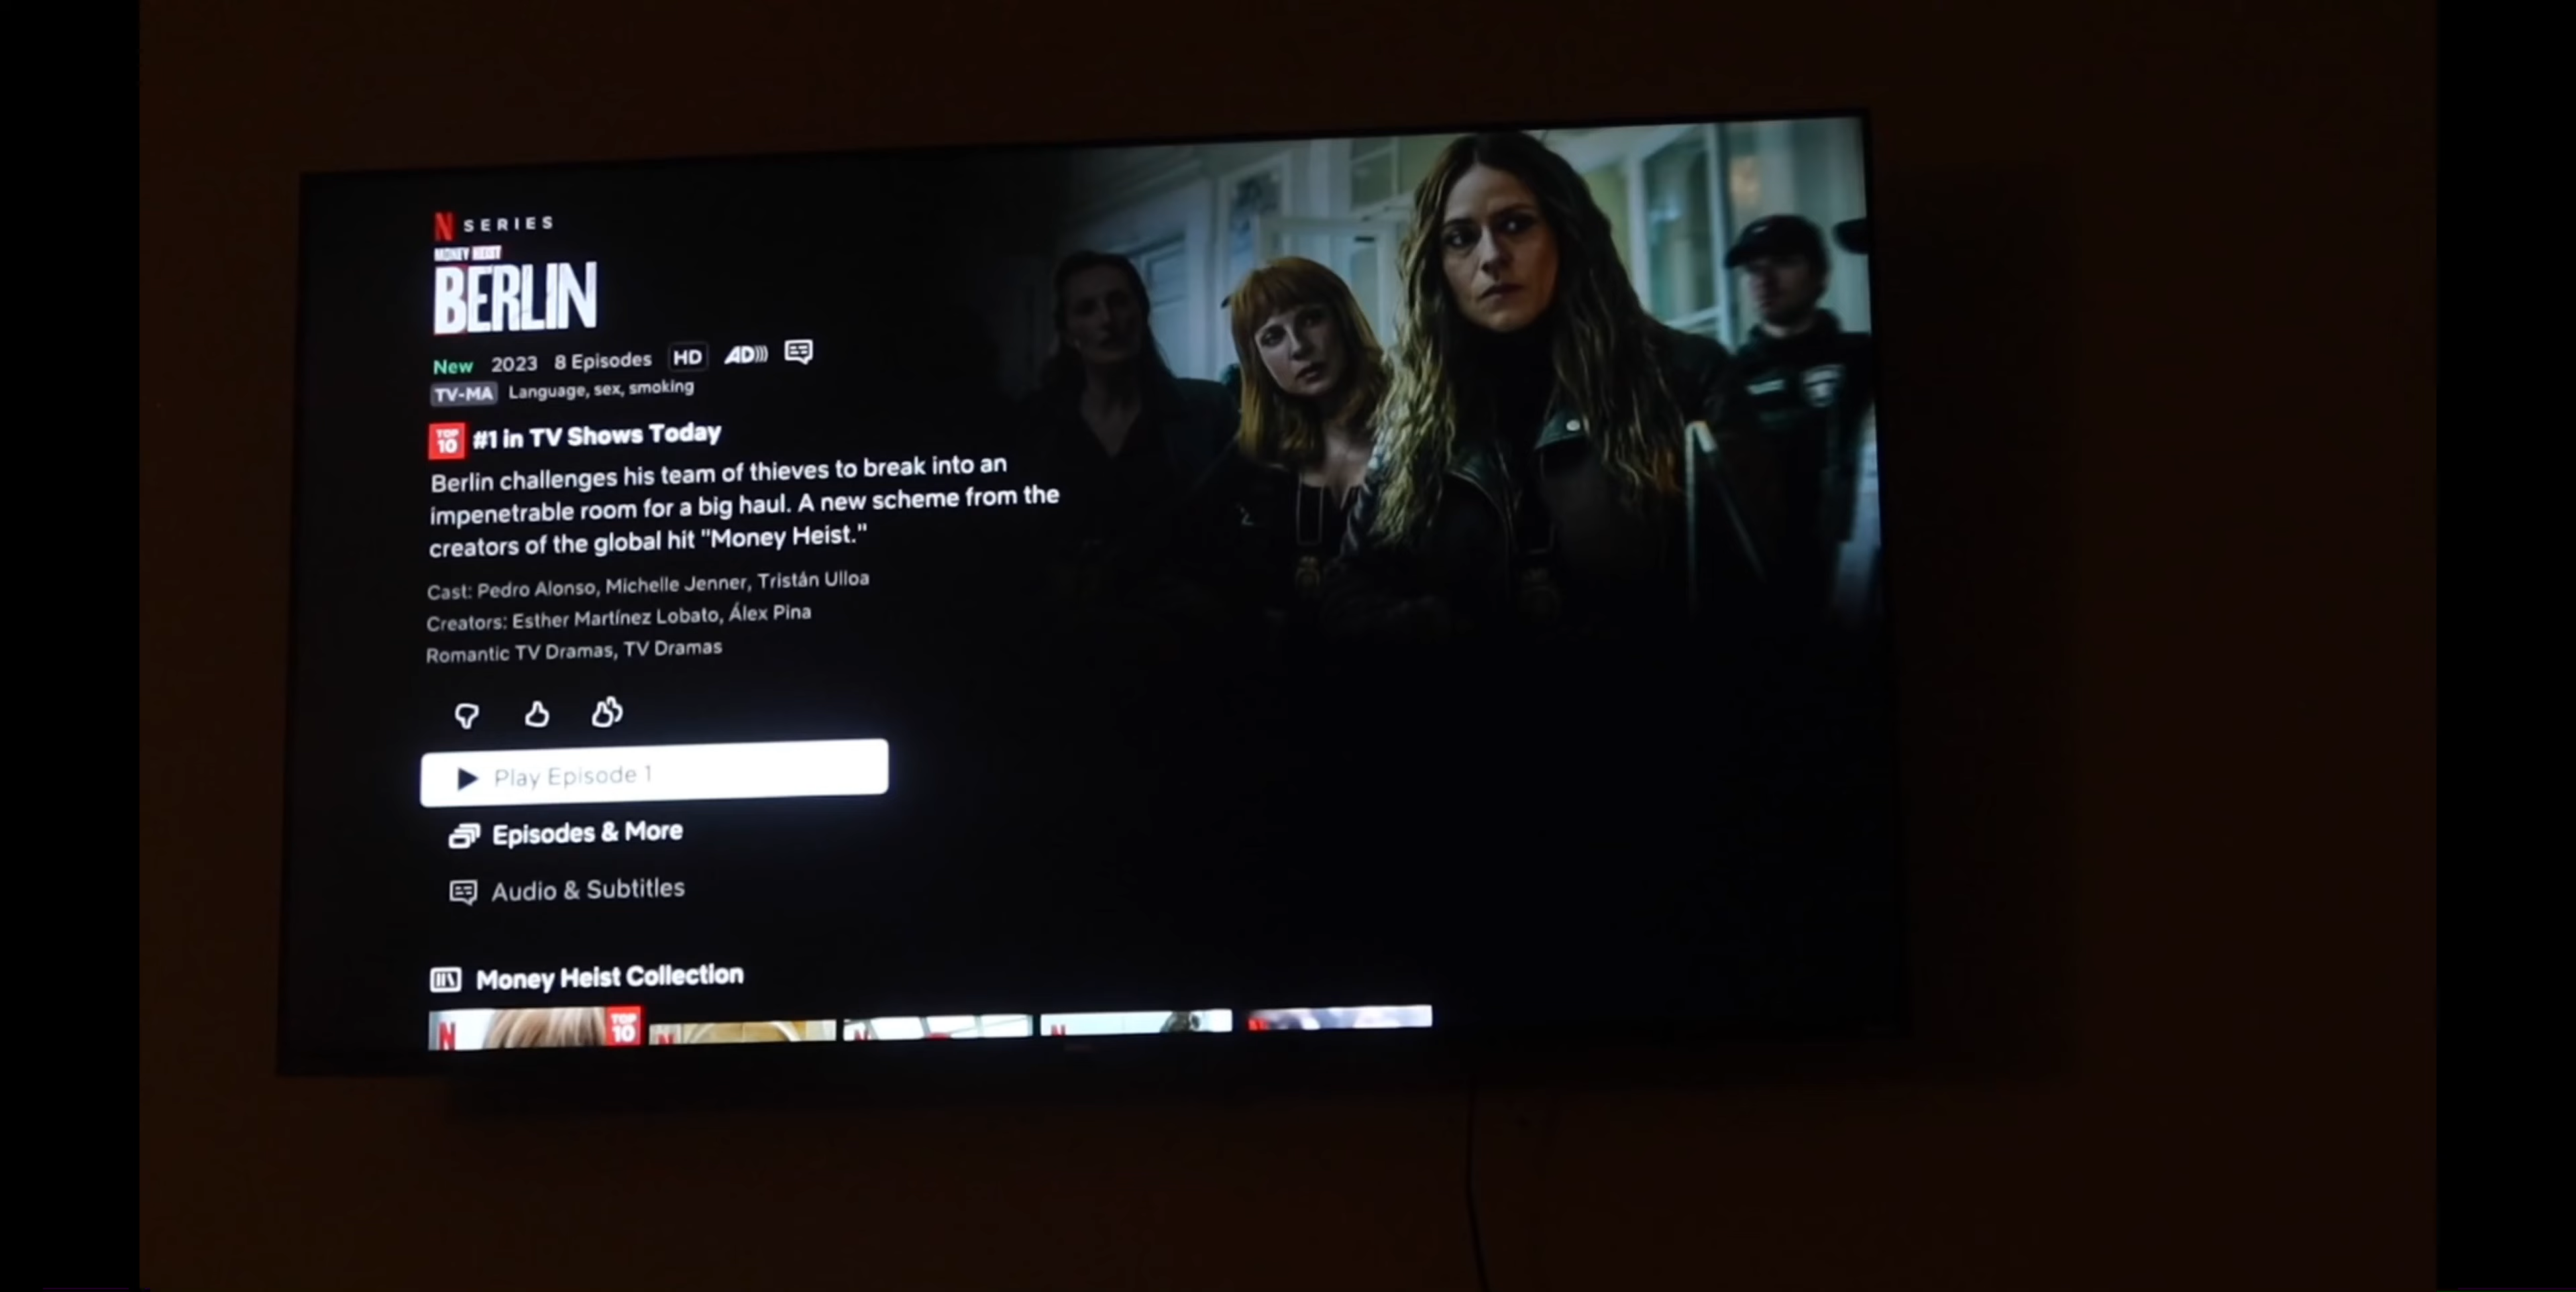 N SERIES
MONEY HEIST
BERLIN
New 2023 8 Episodes HD AD
TV-MA Language, sex, smoking
TOP 10 #1 in TV Shows Today
Berlin challenges his team of thieves to break into an
impenetrable room for a big haul. A new scheme from the
creators of the global hit "Money Heist."
Cast: Pedro Alonso, Michelle Jenner, Tristán Ulloa
Creators: Esther Martínez Lobato, Álex Pina
Romantic TV Dramas, TV Dramas
Play Episode 1
Episodes & More
Audio & Subtitles
Money Heist Collection
N TOP 10